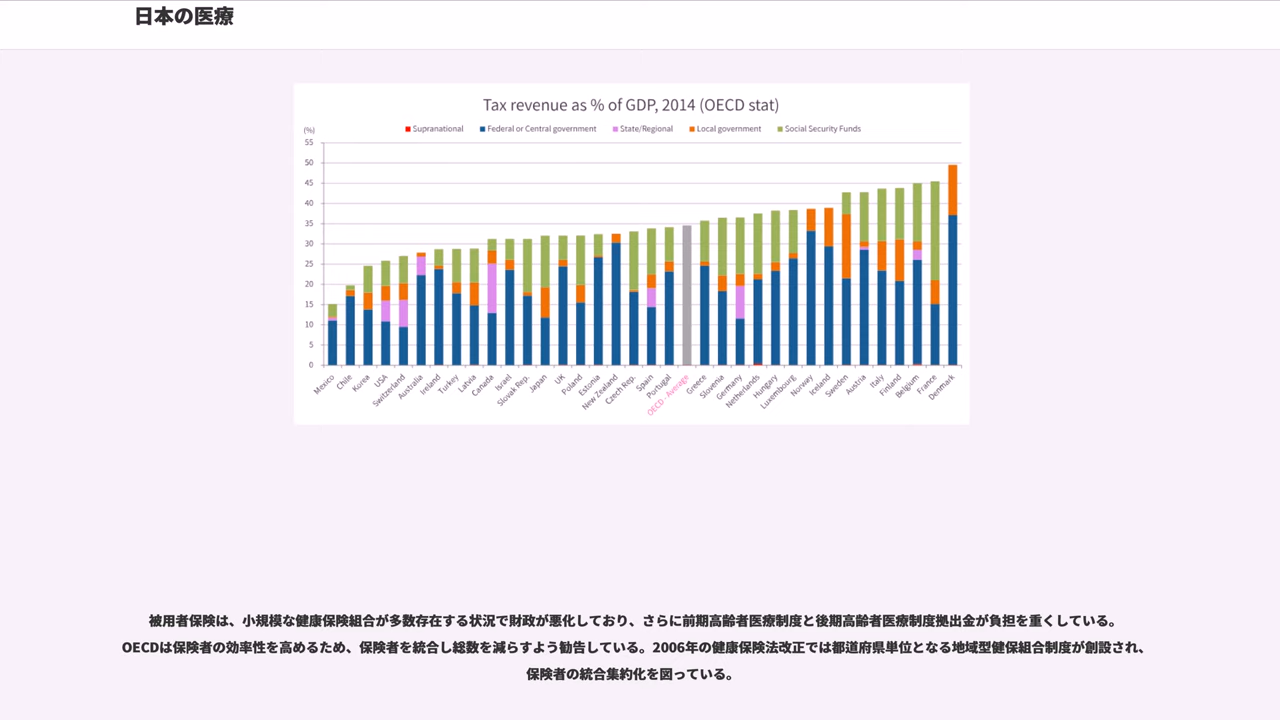 日本の医療
Tax revenue as % of GDP, 2014 (OECD stat)
Supranational Federal or Central government State/Regional Local government Social Security Funds
(%)
55
50
45
40
35
30
25
20
15
10
5
0
Mexico Chile Korea USA Switzerland Australia Ireland Turkey Latvia Canada Israel Slovak Rep. Japan UK Poland Estonia New Zealand Czech Rep. Spain Portugal OECD - Average Greece Slovenia Germany Netherlands Hungary Luxembourg Norway Iceland Sweden Austria Italy Finland Belgium France Denmark
被用者保険は、小規模な健康保険組合が多数存在する状況で財政が悪化しており、さらに前期高齢者医療制度と後期高齢者医療制度拠出金が負担を重くしている。
OECDは保険者の効率性を高めるため、保険者を統合し総数を減らすよう勧告している。2006年の健康保険法改正では都道府県単位となる地域型健保組合制度が創設され、
保険者の統合集約化を図っている。